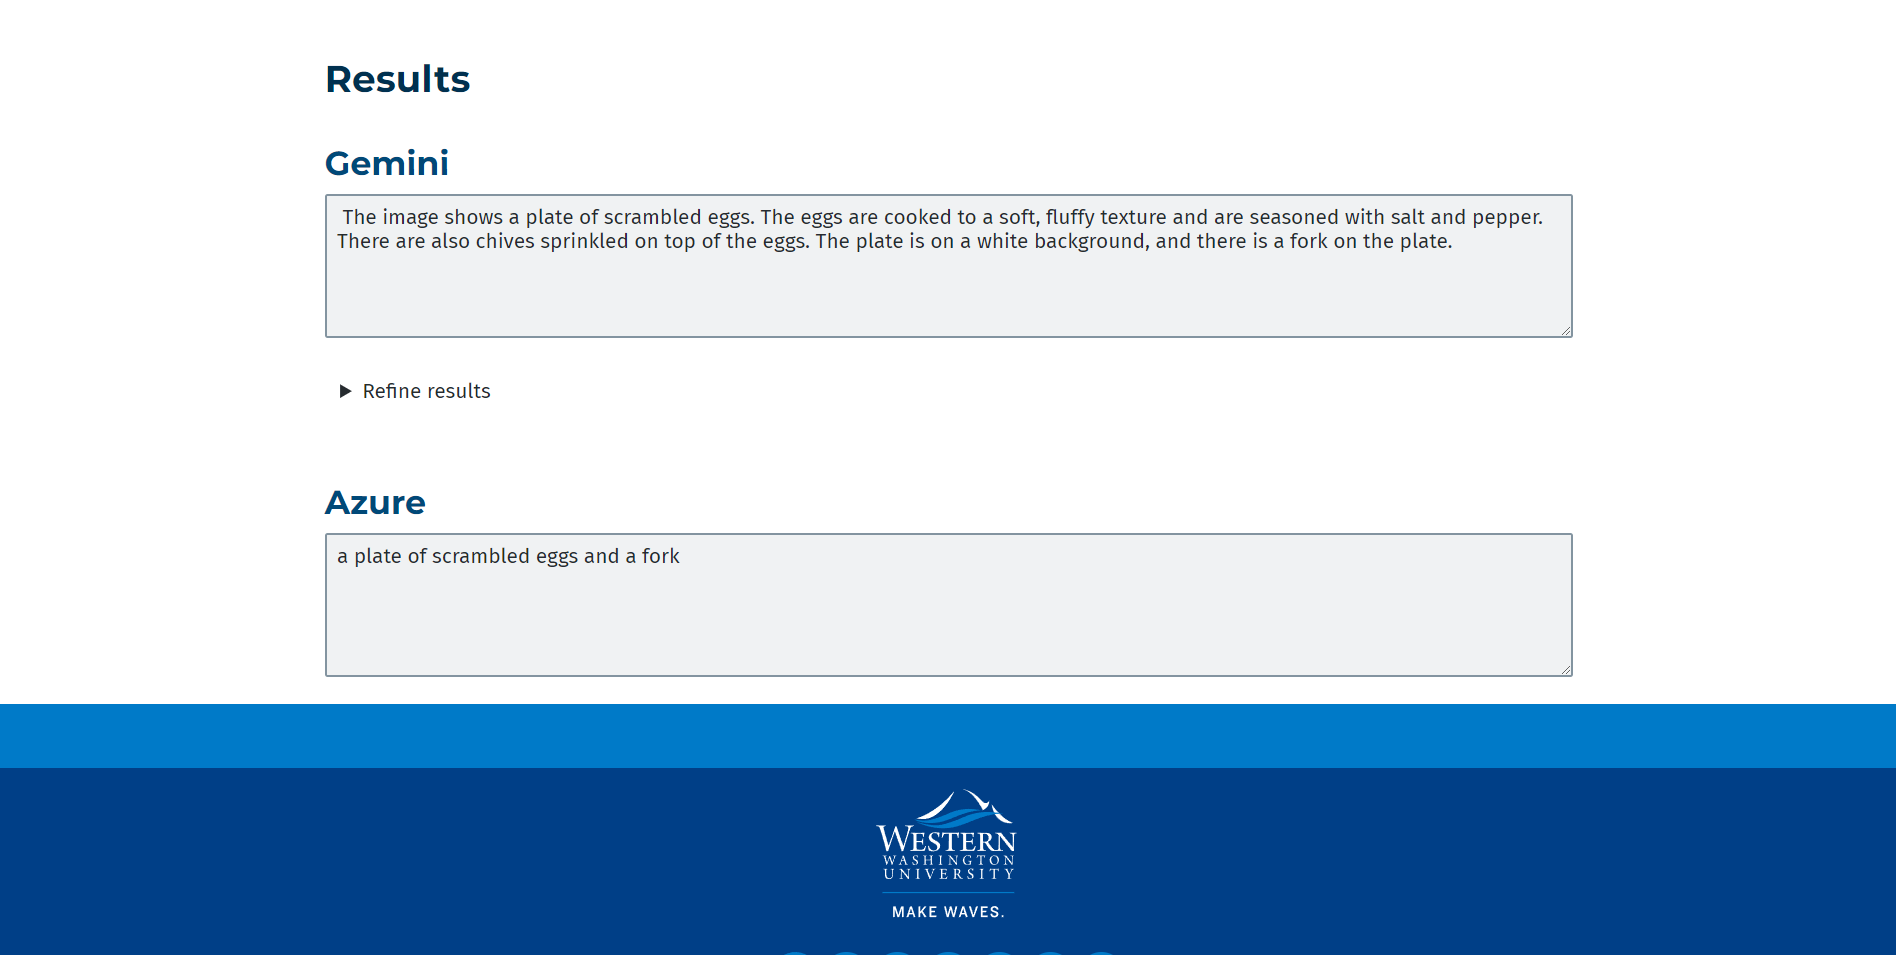 Results
Gemini
The image shows a plate of scrambled eggs. The eggs are cooked to a soft, fluffy texture and are seasoned with salt and pepper.
There are also chives sprinkled on top of the eggs. The plate is on a white background, and there is a fork on the plate.
Refine results
Azure
a plate of scrambled eggs and a fork
WESTERN
WASHINGTON
UNIVERSITY
MAKE WAVES.